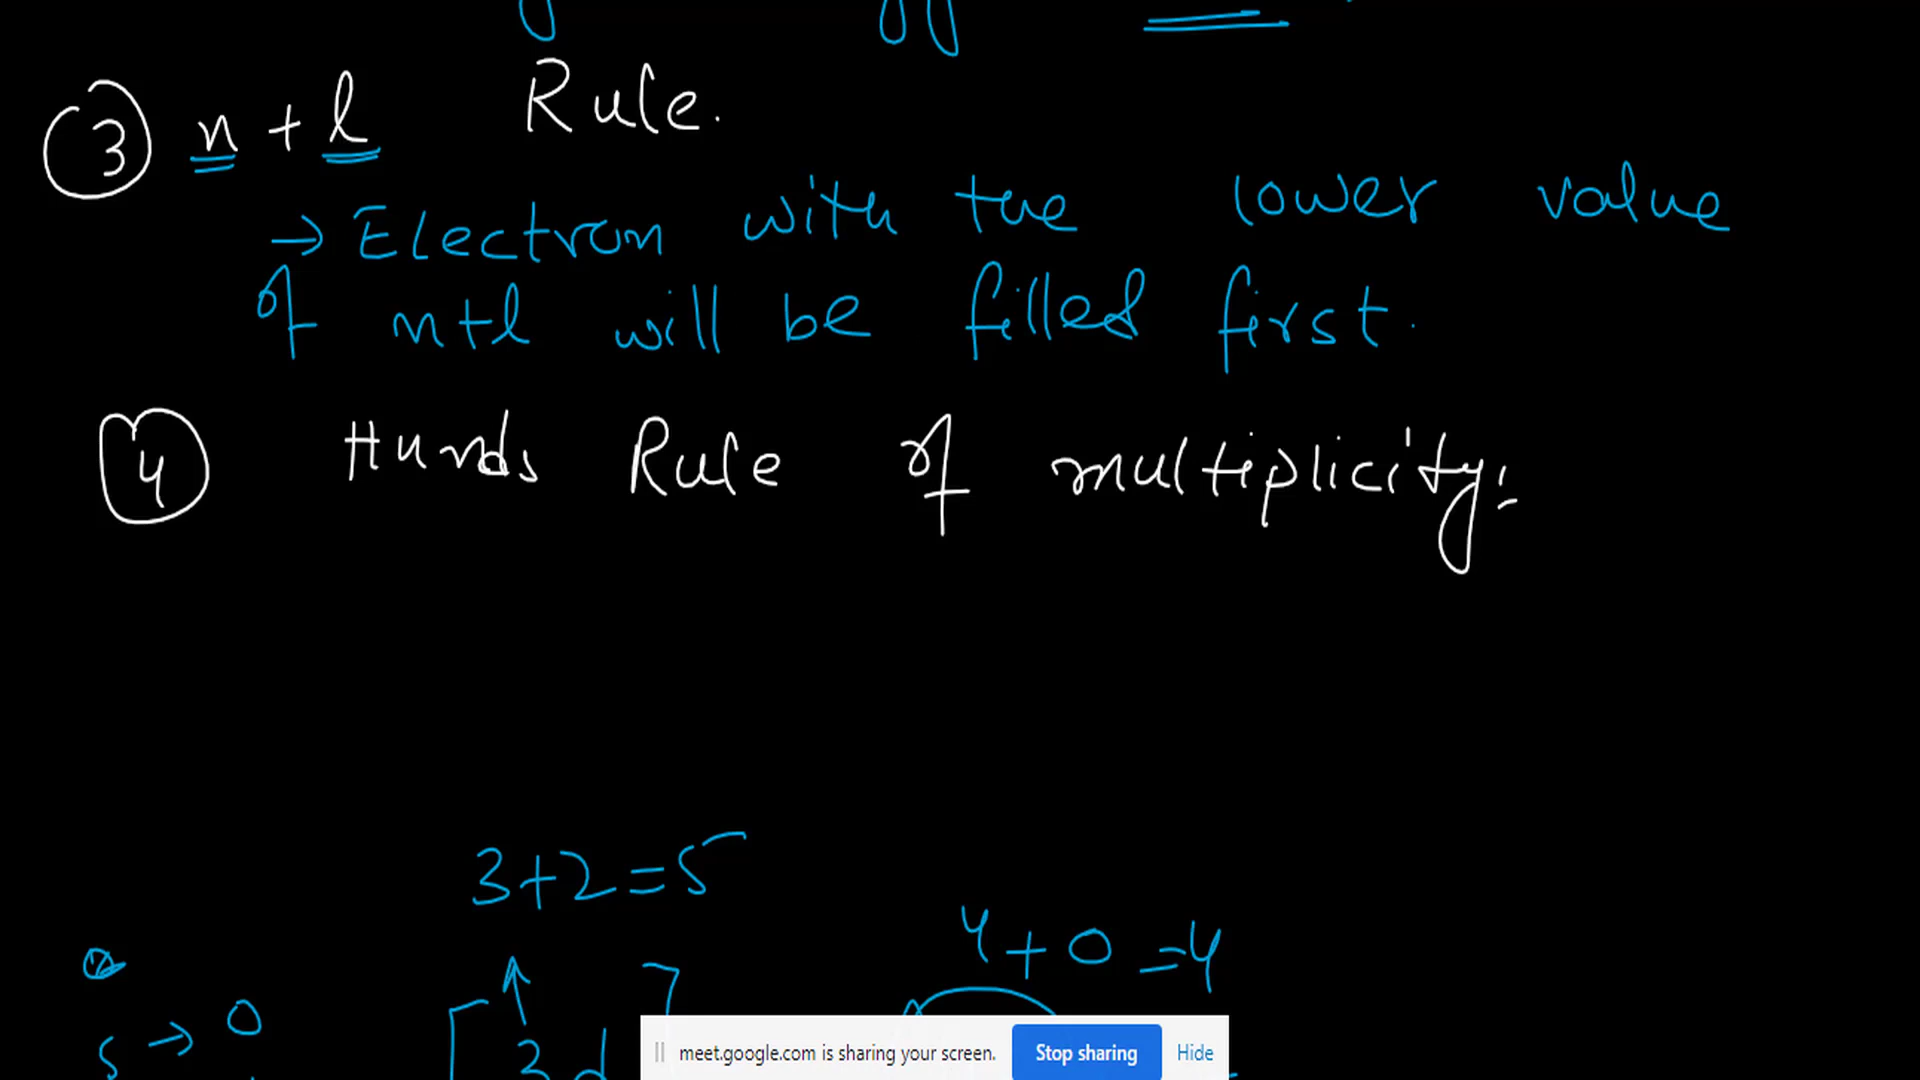 3 n + l Rule.
→ Electron with the lower value
of n+l will be filled first.
4 Hunds Rule of multiplicity:
3+2=5
4+0=4
s → 0
3d
meet.google.com is sharing your screen. Stop sharing Hide